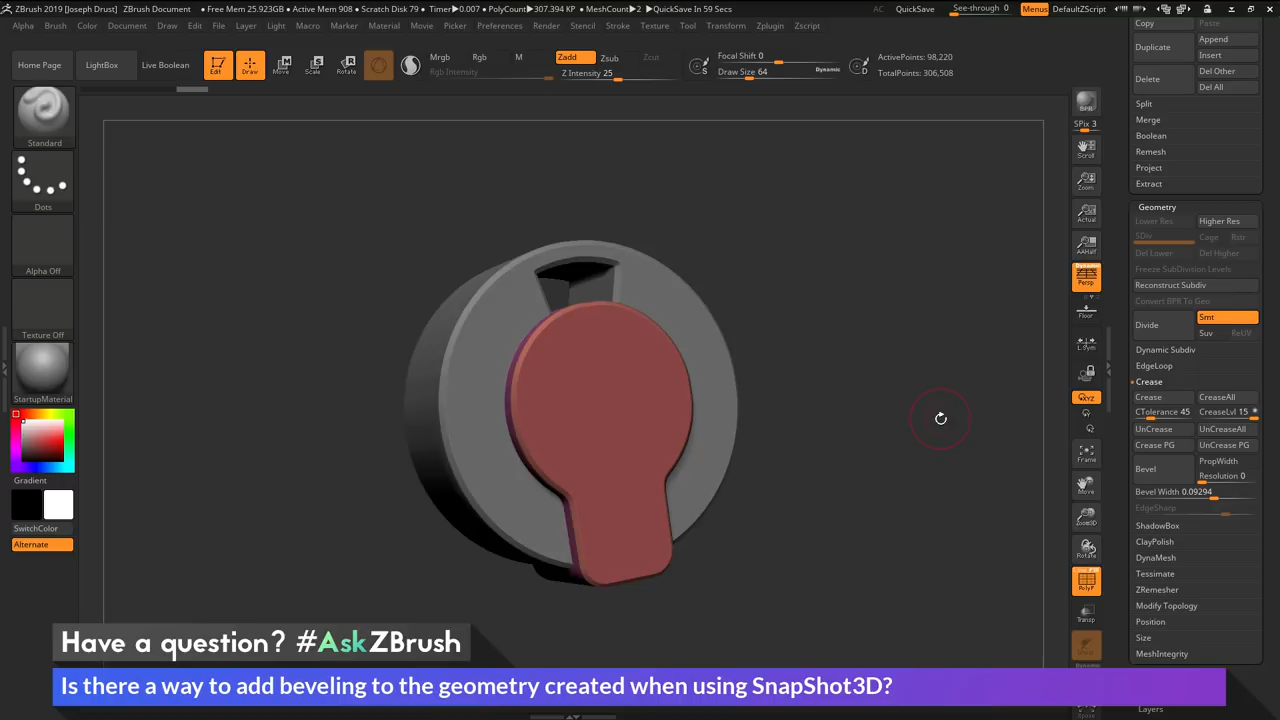 ZBrush 2019 [Joseph Drust] ZBrush Document • Free Mem 25.923GB • Active Mem 908 • Scratch Disk 79 • Timer▶0.007 • PolyCount▶307.394 KP • MeshCount▶2 ▶QuickSave In 59 Secs AC QuickSave See-through 0 Menus DefaultZScript
Alpha Brush Color Document Draw Edit File Layer Light Macro Marker Material Movie Picker Preferences Render Stencil Stroke Texture Tool Transform Zplugin Zscript
Home Page LightBox Live Boolean Edit Draw Move Scale Rotate
Mrgb Rgb M Zadd Zsub Zcut
Rgb Intensity Z Intensity 25
Focal Shift 0
Draw Size 64 Dynamic
S D
ActivePoints: 98,220
TotalPoints: 306,508
Standard
Dots
Alpha Off
Texture Off
StartupMaterial
Gradient
SwitchColor
Alternate
BPR
SPix 3
Scroll
Zoom
Actual
AAHalf
Dynamic
Persp
Floor
L.Sym
XYZ
Frame
Move
Zoom3D
Rotate
PolyF
Transp
Dynamic
Copy Paste
Duplicate Append
Insert
Delete Del Other
Del All
Split
Merge
Boolean
Remesh
Project
Extract
Geometry
Lower Res Higher Res
SDiv Cage Rstr
Del Lower Del Higher
Freeze SubDivision Levels
Reconstruct Subdiv
Convert BPR To Geo
Divide Smt
Suv ReUV
Dynamic Subdiv
EdgeLoop
Crease
Crease CreaseAll
CTolerance 45 CreaseLvl 15
UnCrease UnCreaseAll
Crease PG UnCrease PG
Bevel PropWidth
Resolution 0
Bevel Width 0.09294
EdgeSharp
ShadowBox
ClayPolish
DynaMesh
Tessimate
ZRemesher
Modify Topology
Position
Size
MeshIntegrity
Layers
Have a question? #AskZBrush
Is there a way to add beveling to the geometry created when using SnapShot3D?